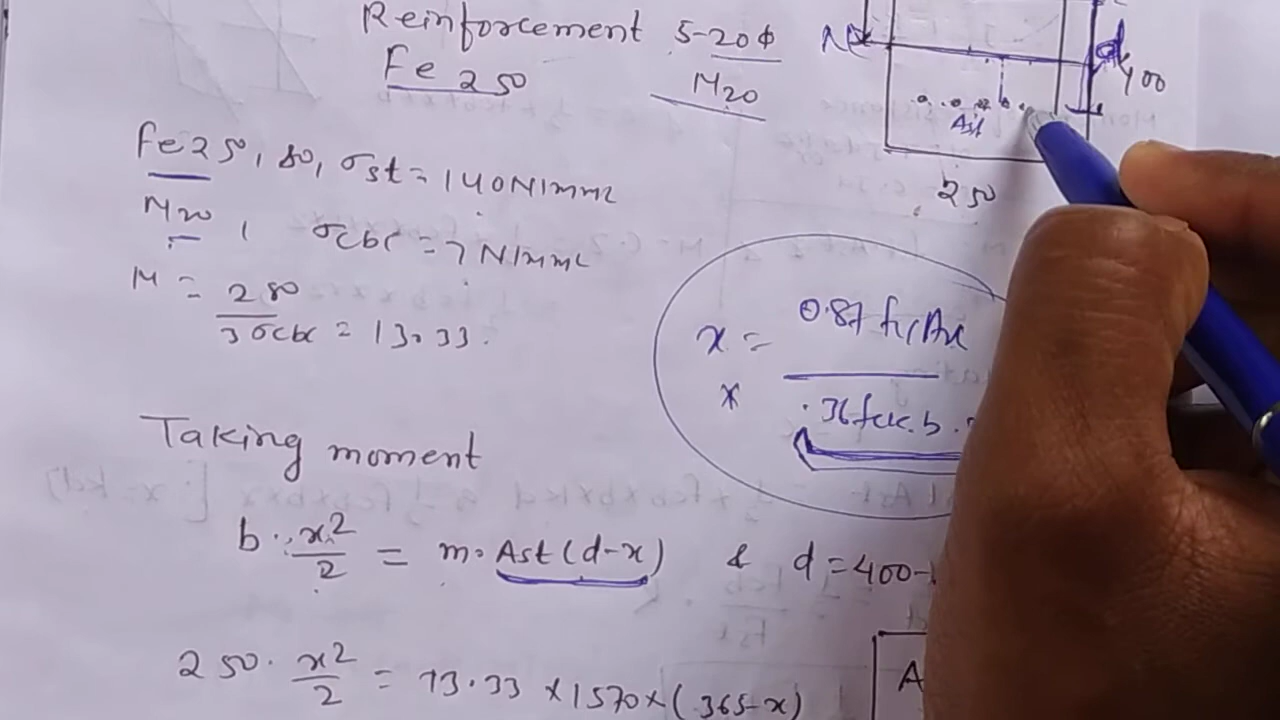 Reinforcement 5-20φ
Fe 250
M20
NA
d
400
Ast
250
Fe250, so, σst = 140N/mm2
M20, σcbc = 7 N/mm2
M = 280 / 3σcbc = 13.33.
x = 0.87 fy Ast
x .36fck.b.
Taking moment
b. x² / 2 = m. Ast (d-x) & d = 400-
250. x² / 2 = 13.33 × 1570 × (365-x)
A